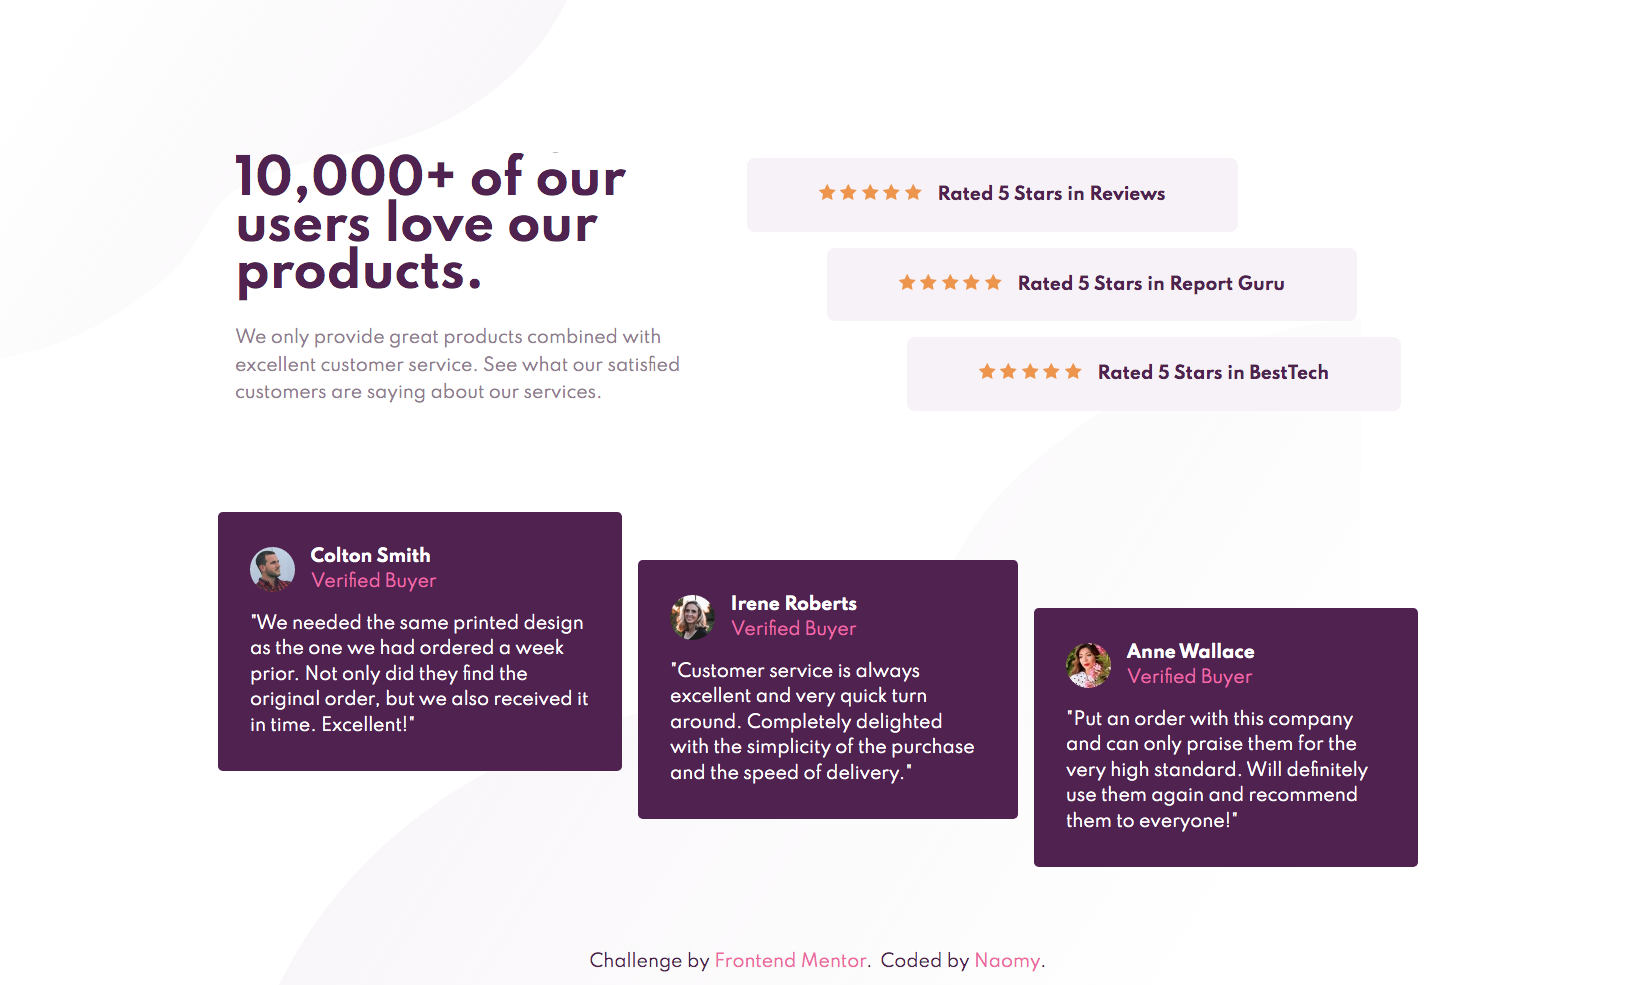 10,000+ of our
users love our
products.
We only provide great products combined with
excellent customer service. See what our satisfied
customers are saying about our services.
Rated 5 Stars in Reviews
Rated 5 Stars in Report Guru
Rated 5 Stars in BestTech
Colton Smith
Verified Buyer
"We needed the same printed design
as the one we had ordered a week
prior. Not only did they find the
original order, but we also received it
in time. Excellent!"
Irene Roberts
Verified Buyer
"Customer service is always
excellent and very quick turn
around. Completely delighted
with the simplicity of the purchase
and the speed of delivery."
Anne Wallace
Verified Buyer
"Put an order with this company
and can only praise them for the
very high standard. Will definitely
use them again and recommend
them to everyone!"
Challenge by Frontend Mentor. Coded by Naomy.